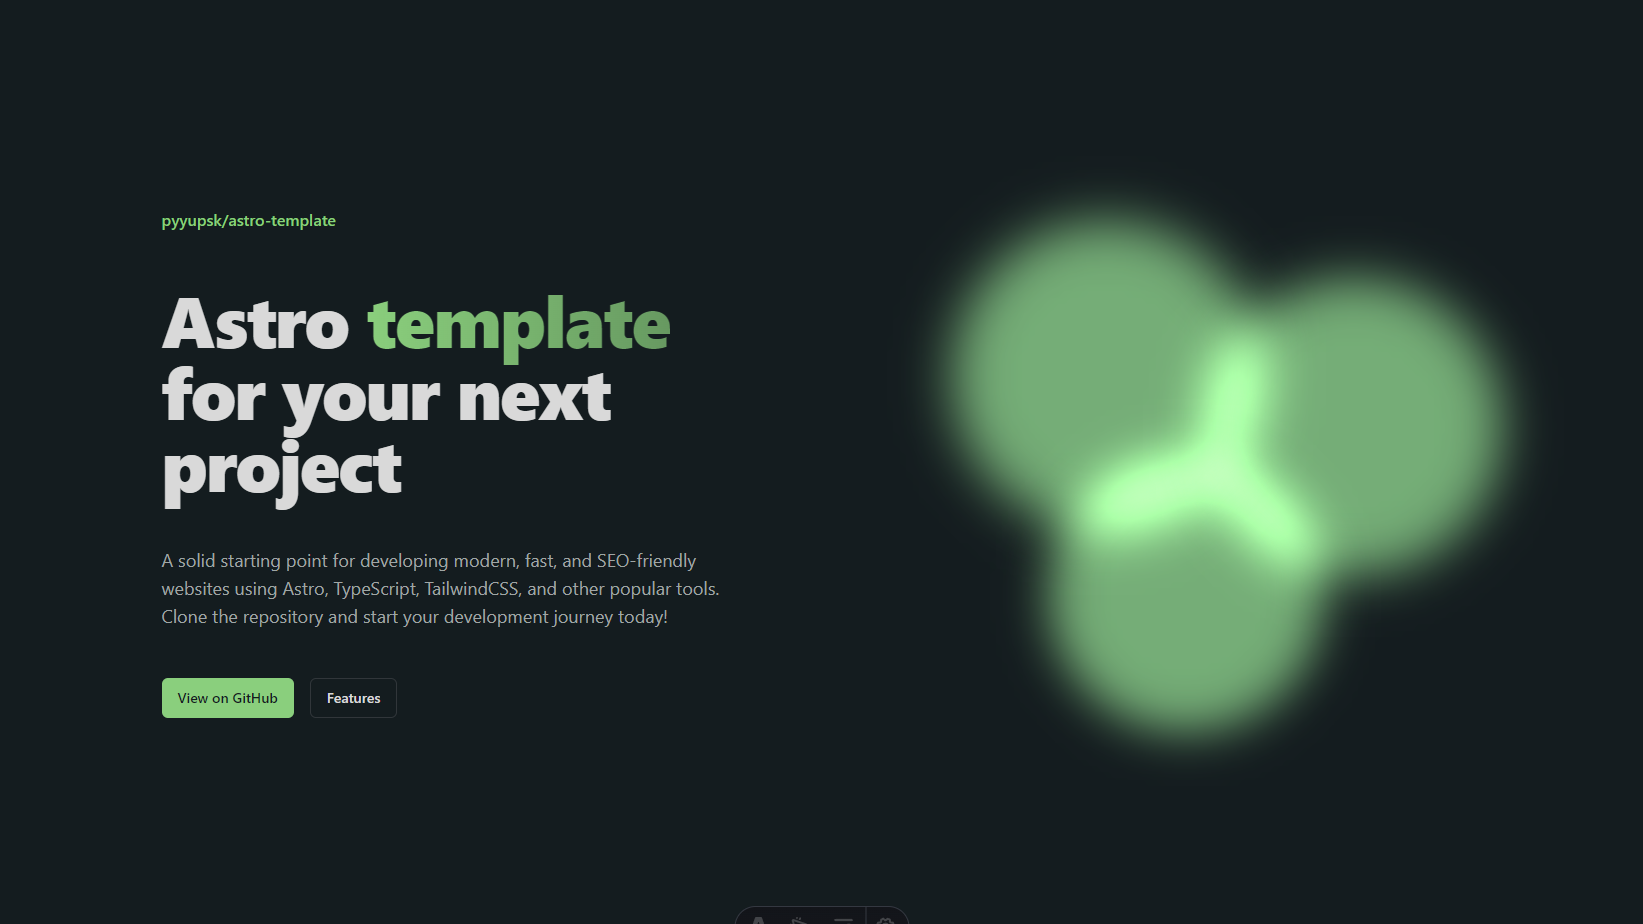 pyyupsk/astro-template
Astro template
for your next
project
A solid starting point for developing modern, fast, and SEO-friendly
websites using Astro, TypeScript, TailwindCSS, and other popular tools.
Clone the repository and start your development journey today!
View on GitHub
Features